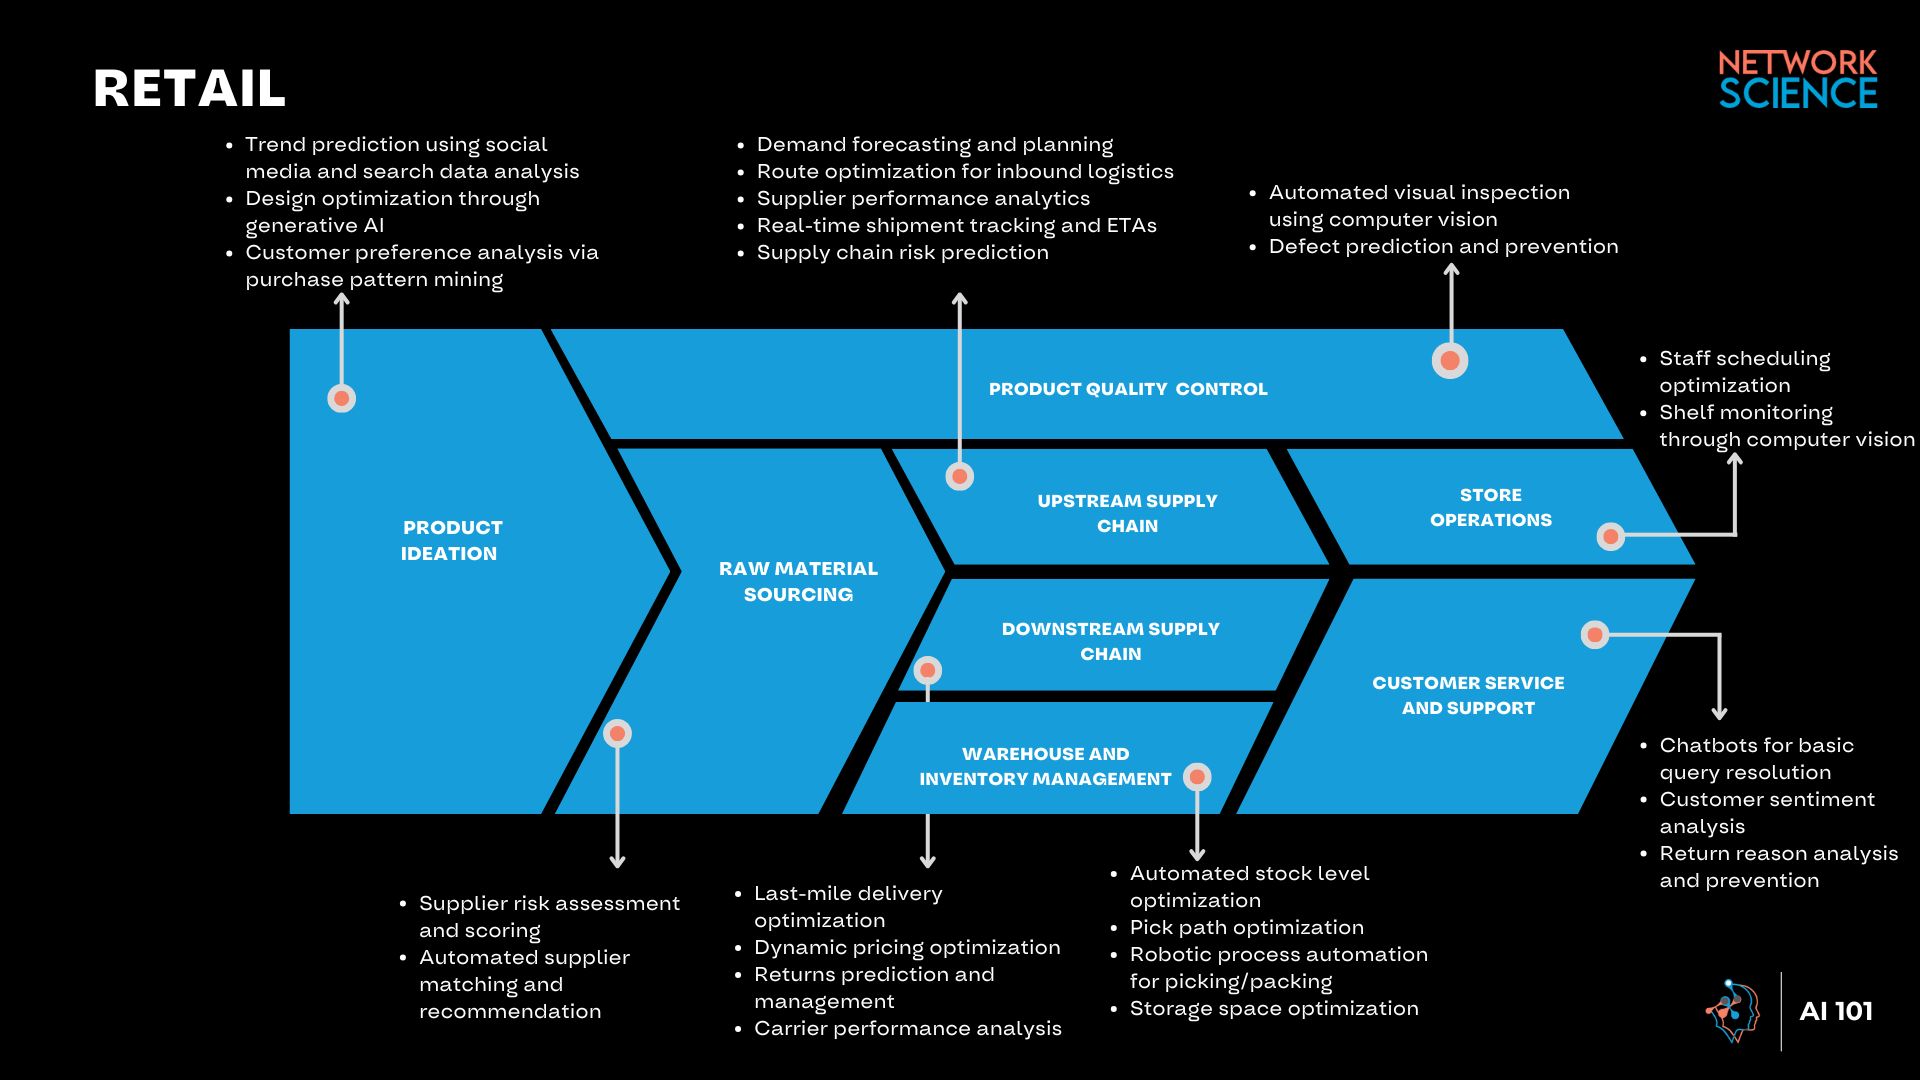 RETAIL
NETWORK
SCIENCE
• Trend prediction using social
media and search data analysis
• Design optimization through
generative AI
• Customer preference analysis via
purchase pattern mining
• Demand forecasting and planning
• Route optimization for inbound logistics
• Supplier performance analytics
• Real-time shipment tracking and ETAs
• Supply chain risk prediction
• Automated visual inspection
using computer vision
• Defect prediction and prevention
• Staff scheduling
optimization
• Shelf monitoring
through computer vision
PRODUCT QUALITY CONTROL
PRODUCT
IDEATION
RAW MATERIAL
SOURCING
UPSTREAM SUPPLY
CHAIN
STORE
OPERATIONS
DOWNSTREAM SUPPLY
CHAIN
CUSTOMER SERVICE
AND SUPPORT
WAREHOUSE AND
INVENTORY MANAGEMENT
• Chatbots for basic
query resolution
• Customer sentiment
analysis
• Return reason analysis
and prevention
• Supplier risk assessment
and scoring
• Automated supplier
matching and
recommendation
• Last-mile delivery
optimization
• Dynamic pricing optimization
• Returns prediction and
management
• Carrier performance analysis
• Automated stock level
optimization
• Pick path optimization
• Robotic process automation
for picking/packing
• Storage space optimization
AI 101